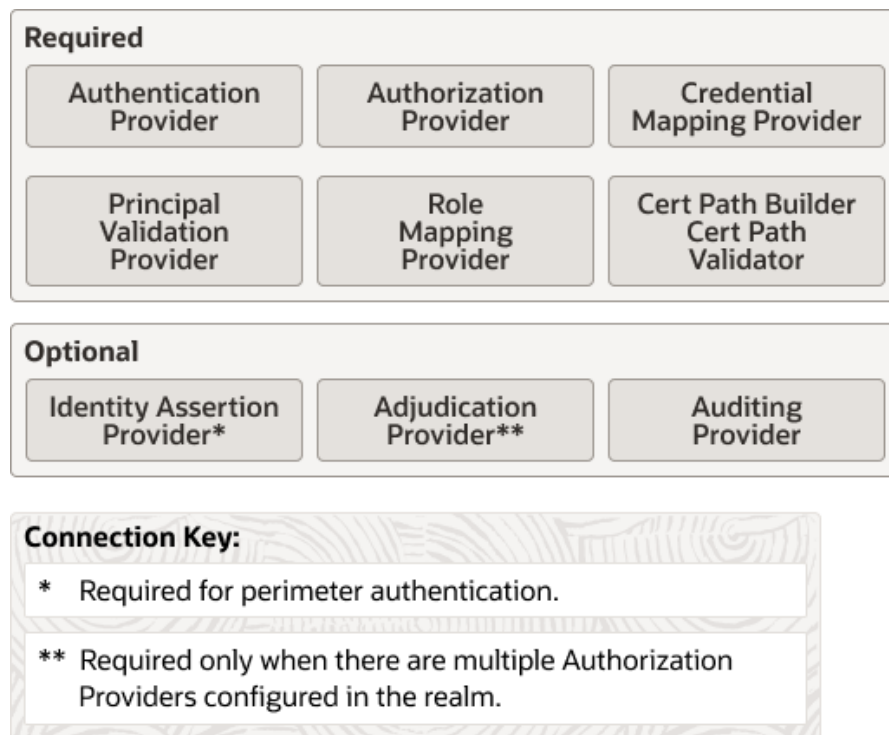 Required
Authentication
Provider
Authorization
Provider
Credential
Mapping Provider
Principal
Validation
Provider
Role
Mapping
Provider
Cert Path Builder
Cert Path
Validator
Optional
Identity Assertion
Provider*
Adjudication
Provider**
Auditing
Provider
Connection Key:
* Required for perimeter authentication.
** Required only when there are multiple Authorization
Providers configured in the realm.